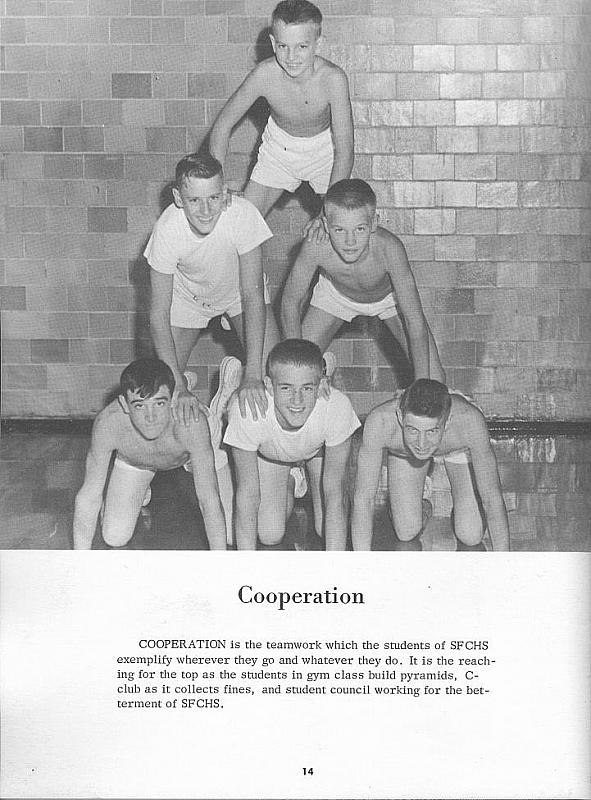 Cooperation
COOPERATION is the teamwork which the students of SFCHS
exemplify wherever they go and whatever they do. It is the reach-
ing for the top as the students in gym class build pyramids, C-
club as it collects fines, and student council working for the bet-
terment of SFCHS.
14